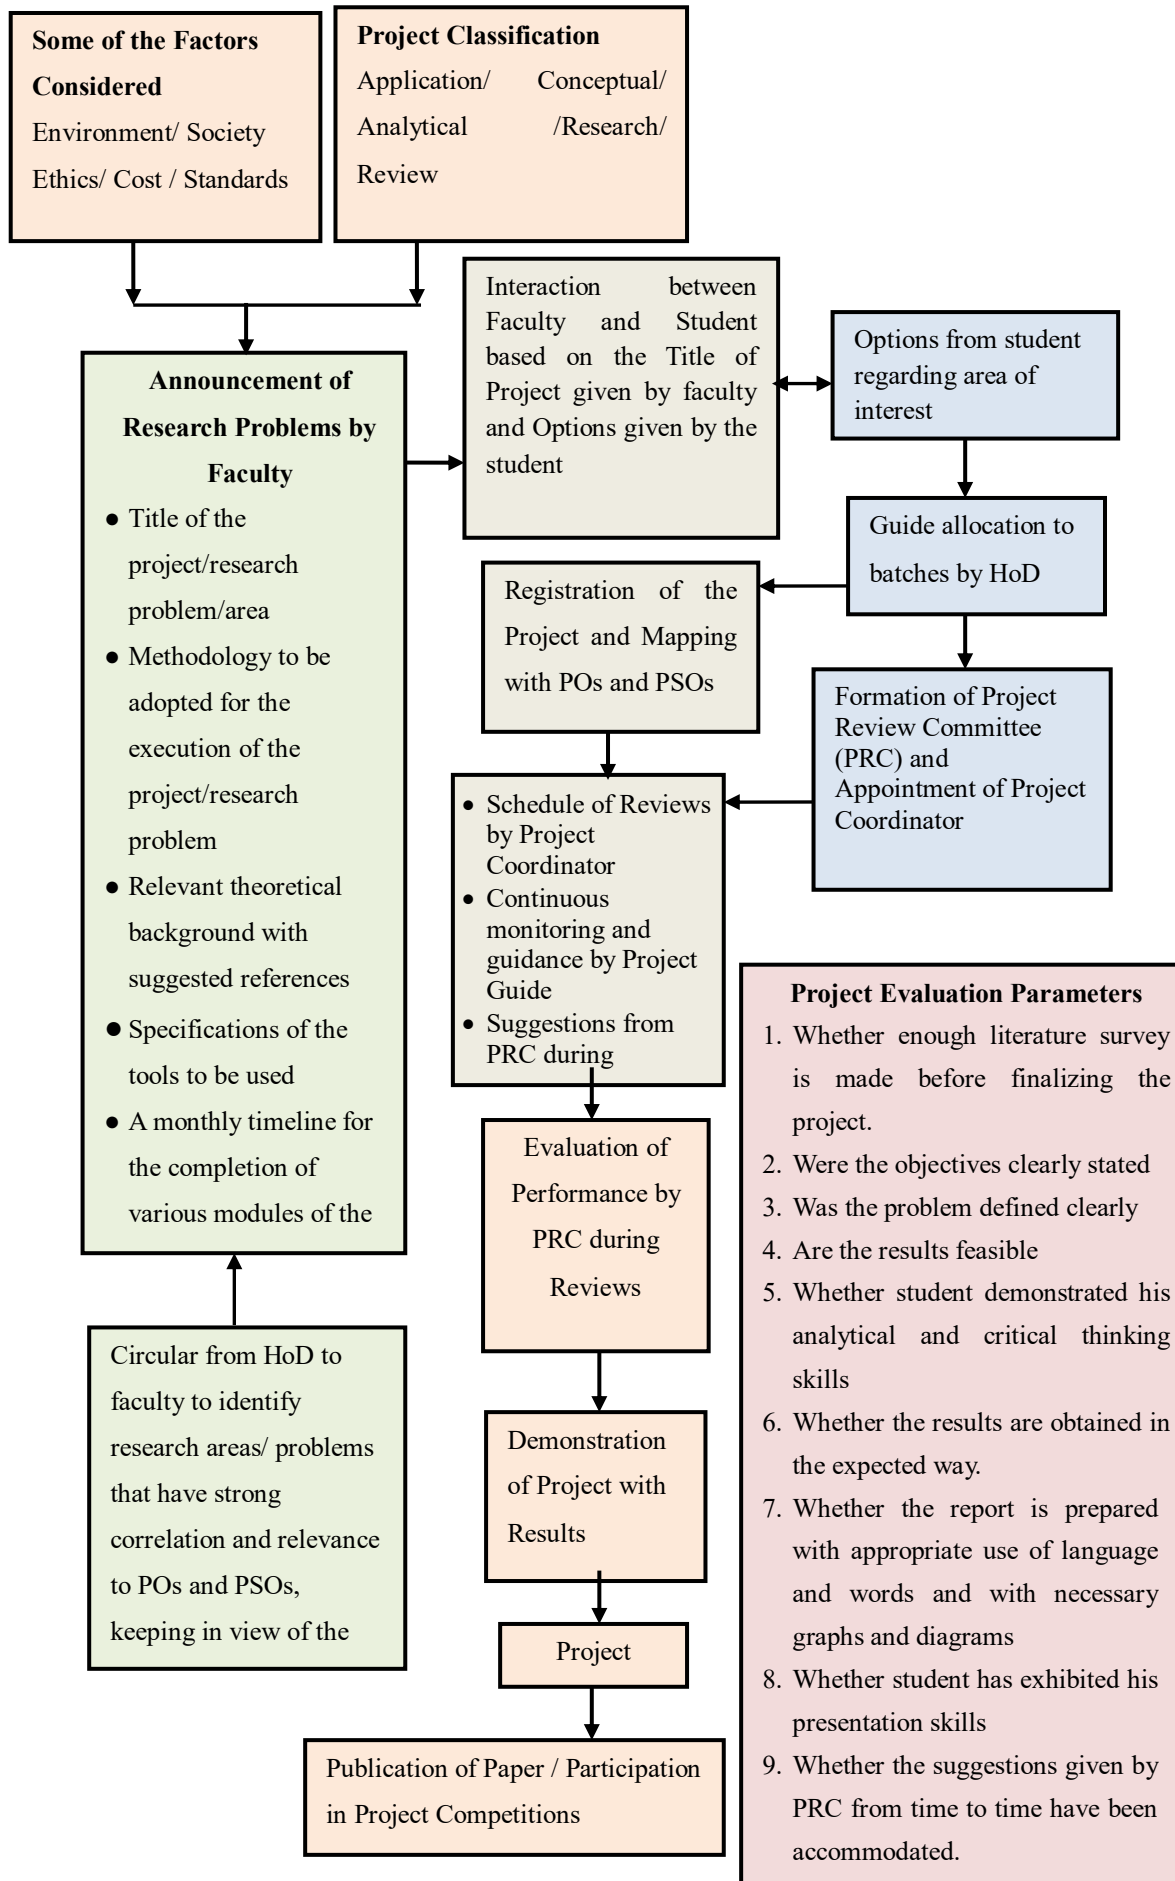 Some of the Factors
Considered
Environment/ Society
Ethics/ Cost / Standards
Project Classification
Application/ Conceptual/
Analytical /Research/
Review
Interaction between
Faculty and Student
based on the Title of
Project given by faculty
and Options given by the
student
Options from student
regarding area of
interest
Announcement of
Research Problems by
Faculty
● Title of the
project/research
problem/area
● Methodology to be
adopted for the
execution of the
project/research
problem
● Relevant theoretical
background with
suggested references
● Specifications of the
tools to be used
● A monthly timeline for
the completion of
various modules of the
Guide allocation to
batches by HoD
Registration of the
Project and Mapping
with POs and PSOs
Formation of Project
Review Committee
(PRC) and
Appointment of Project
Coordinator
• Schedule of Reviews
by Project
Coordinator
• Continuous
monitoring and
guidance by Project
Guide
• Suggestions from
PRC during
Evaluation of
Performance by
PRC during
Reviews
Circular from HoD to
faculty to identify
research areas/ problems
that have strong
correlation and relevance
to POs and PSOs,
keeping in view of the
Demonstration
of Project with
Results
Project
Publication of Paper / Participation
in Project Competitions
Project Evaluation Parameters
1. Whether enough literature survey
is made before finalizing the
project.
2. Were the objectives clearly stated
3. Was the problem defined clearly
4. Are the results feasible
5. Whether student demonstrated his
analytical and critical thinking
skills
6. Whether the results are obtained in
the expected way.
7. Whether the report is prepared
with appropriate use of language
and words and with necessary
graphs and diagrams
8. Whether student has exhibited his
presentation skills
9. Whether the suggestions given by
PRC from time to time have been
accommodated.